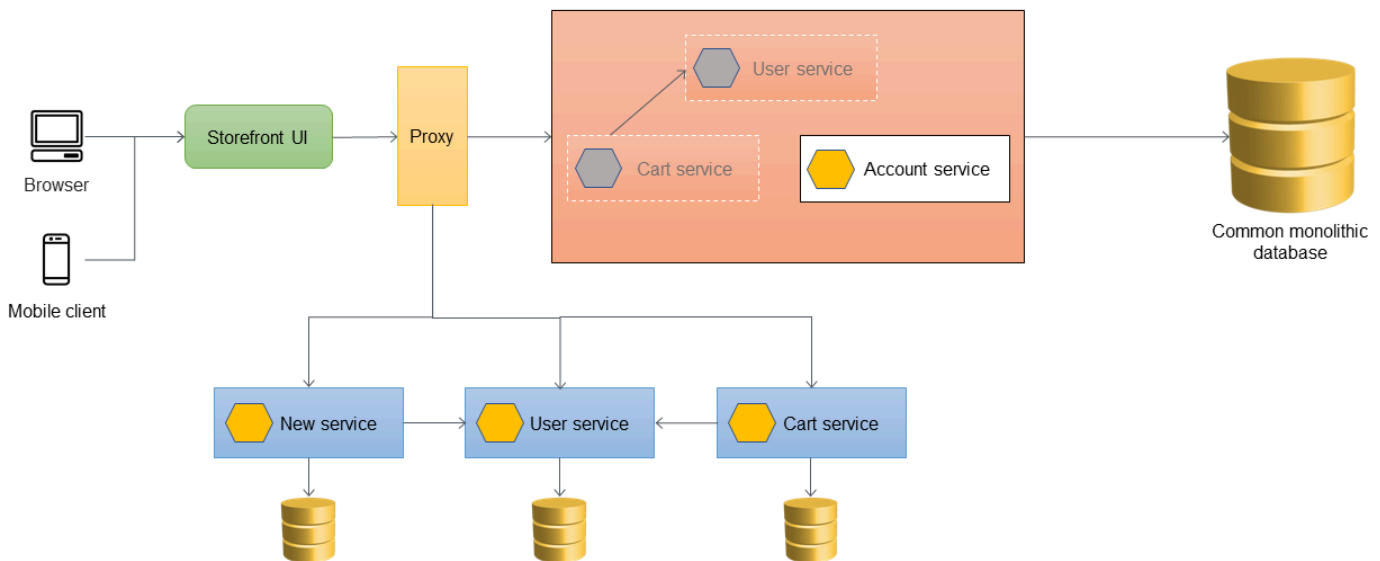 User service
Storefront UI
Proxy
Cart service
Account service
Browser
Common monolithic
database
Mobile client
New service
User service
Cart service